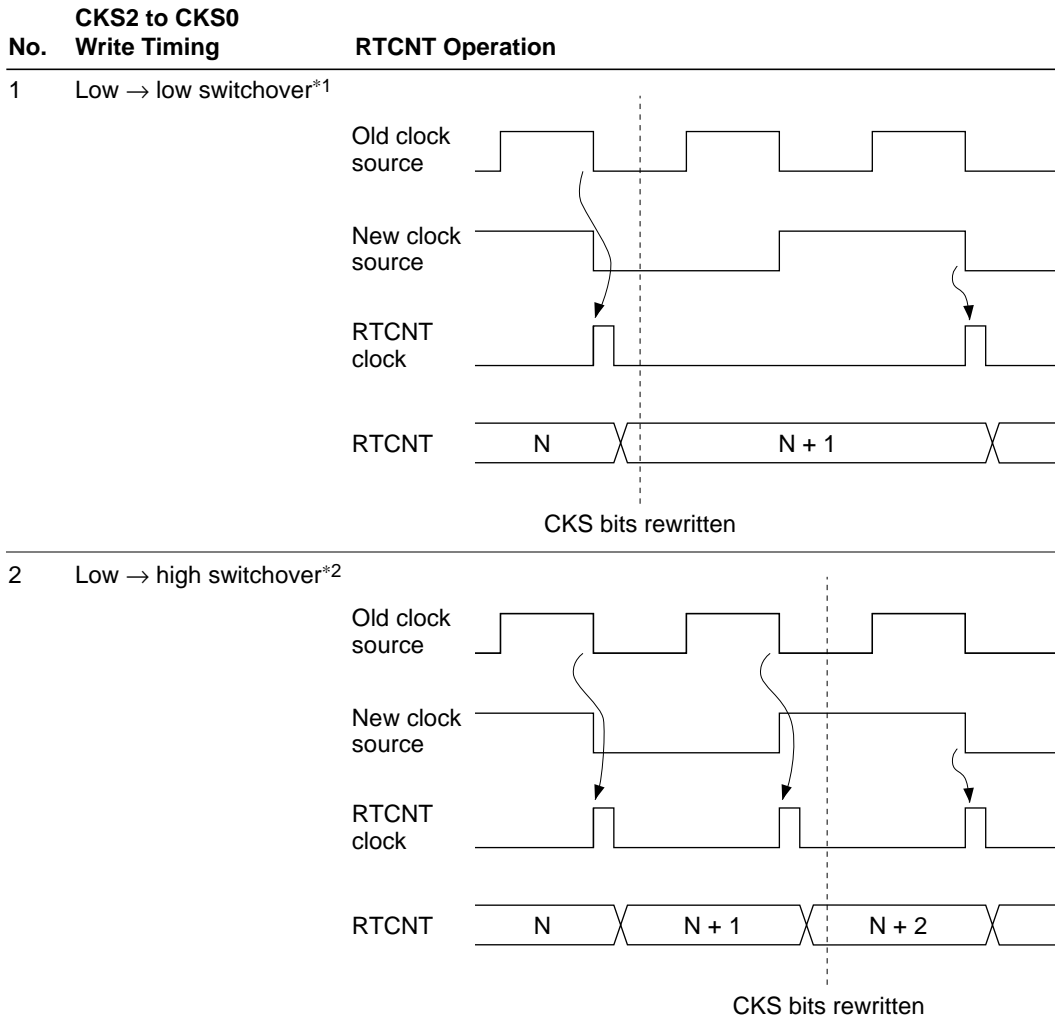 CKS2 to CKS0
No. Write Timing RTCNT Operation
1 Low → low switchover*1
Old clock
source
New clock
source
RTCNT
clock
RTCNT N N + 1
CKS bits rewritten
2 Low → high switchover*2
Old clock
source
New clock
source
RTCNT
clock
RTCNT N N + 1 N + 2
CKS bits rewritten